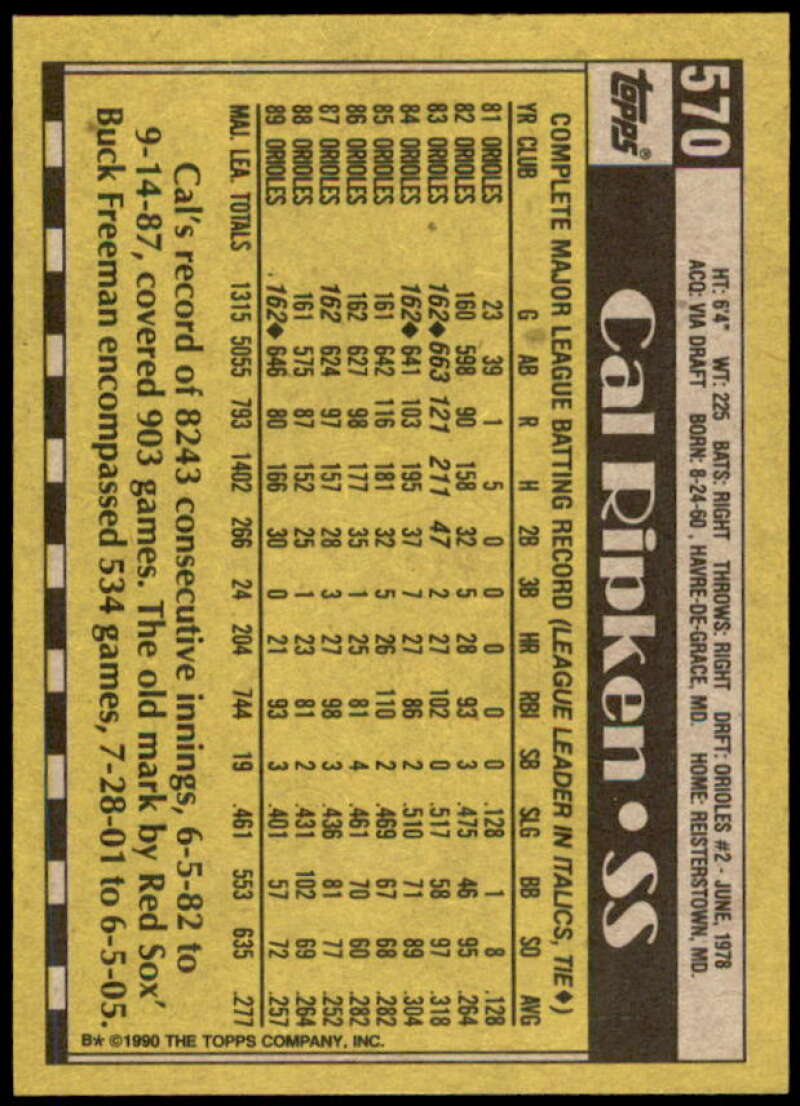 570
HT: 6'4" WT: 225 BATS: RIGHT THROWS: RIGHT DRFT: ORIOLES #2 - JUNE, 1978
ACQ: VIA DRAFT BORN: 8-24-60, HAVRE-DE-GRACE, MD. HOME: REISTERSTOWN, MD.
TOPPS® Cal Ripken • SS
COMPLETE MAJOR LEAGUE BATTING RECORD (LEAGUE LEADER IN ITALICS, TIE♦)
YR CLUB G AB R H 2B 3B HR RBI SB SLG BB SO AVG
81 ORIOLES 23 39 1 5 0 0 0 0 0 .128 1 8 .128
82 ORIOLES 160 598 90 158 32 5 28 93 3 .475 46 95 .264
83 ORIOLES 162♦ 663 121 211 47 2 27 102 0 .517 58 97 .318
84 ORIOLES 162♦ 641 103 195 37 7 27 86 2 .510 71 89 .304
85 ORIOLES 161 642 116 181 32 5 26 110 2 .469 67 68 .282
86 ORIOLES 162 627 98 177 35 1 25 81 4 .461 70 60 .282
87 ORIOLES 162 624 97 157 28 3 27 98 3 .436 81 77 .252
88 ORIOLES 161 575 87 152 25 1 23 81 2 .431 102 69 .264
89 ORIOLES 162♦ 646 80 166 30 0 21 93 3 .401 57 72 .257
MAJ. LEA. TOTALS 1315 5055 793 1402 266 24 204 744 19 .461 553 635 .277
Cal's record of 8243 consecutive innings, 6-5-82 to
9-14-87, covered 903 games. The old mark by Red Sox'
Buck Freeman encompassed 534 games, 7-28-01 to 6-5-05.
B* ©1990 THE TOPPS COMPANY, INC.